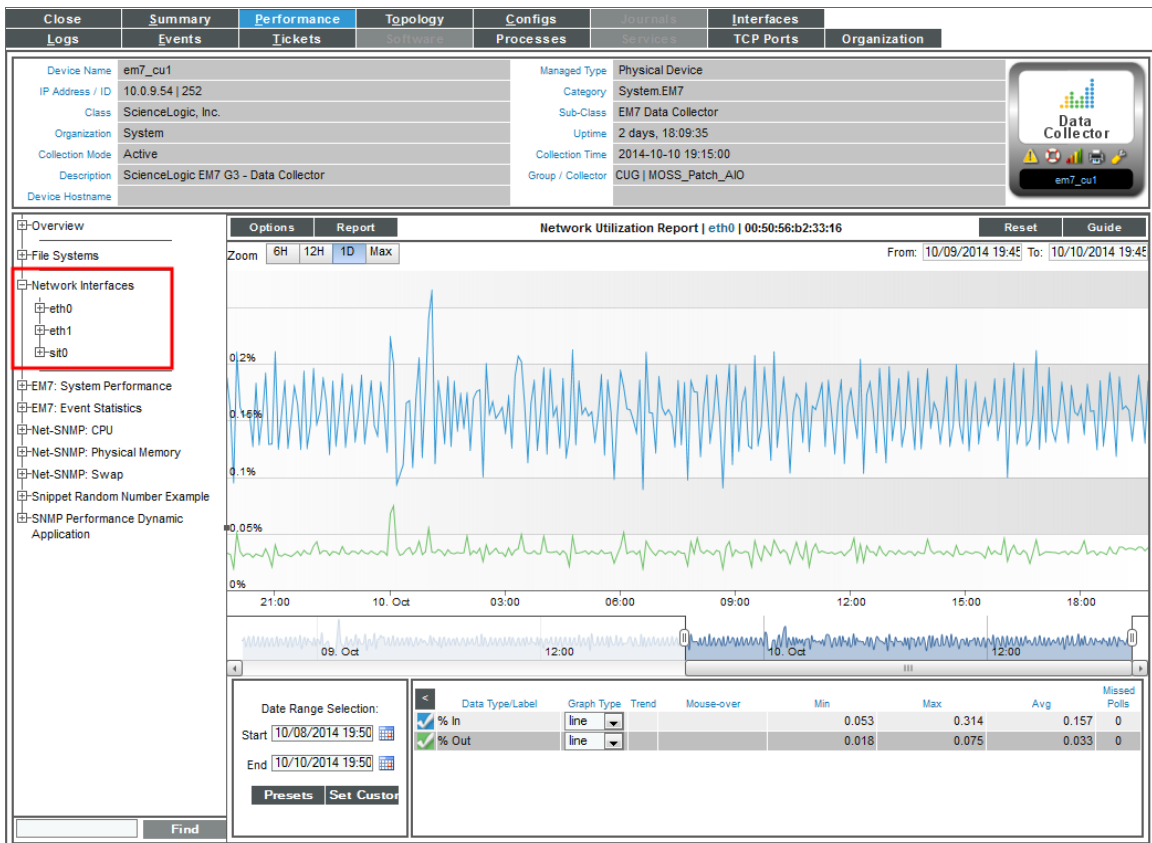 Close Summary Performance Topology Configs Journals Interfaces
Logs Events Tickets Software Processes Services TCP Ports Organization
Device Name em7_cu1 Managed Type Physical Device
IP Address / ID 10.0.9.54 | 252 Category System.EM7
Class ScienceLogic, Inc. Sub-Class EM7 Data Collector
Organization System Uptime 2 days, 18:09:35
Collection Mode Active Collection Time 2014-10-10 19:15:00
Description ScienceLogic EM7 G3 - Data Collector Group / Collector CUG | MOSS_Patch_AIO
Device Hostname
Data
Collector
em7_cu1
Overview
File Systems
Network Interfaces
eth0
eth1
sit0
EM7: System Performance
EM7: Event Statistics
Net-SNMP: CPU
Net-SNMP: Physical Memory
Net-SNMP: Swap
Snippet Random Number Example
SNMP Performance Dynamic
Application
Find
Options Report Network Utilization Report | eth0 | 00:50:56:b2:33:16 Reset Guide
Zoom 6H 12H 1D Max From: 10/09/2014 19:45 To: 10/10/2014 19:45
0.2%
0.15%
0.1%
0.05%
0%
21:00 10. Oct 03:00 06:00 09:00 12:00 15:00 18:00
09. Oct 12:00 10. Oct 12:00
Date Range Selection:
Start 10/08/2014 19:50
End 10/10/2014 19:50
Presets Set Custor
< Data Type/Label Graph Type Trend Mouse-over Min Max Avg Missed Polls
% In line 0.053 0.314 0.157 0
% Out line 0.018 0.075 0.033 0